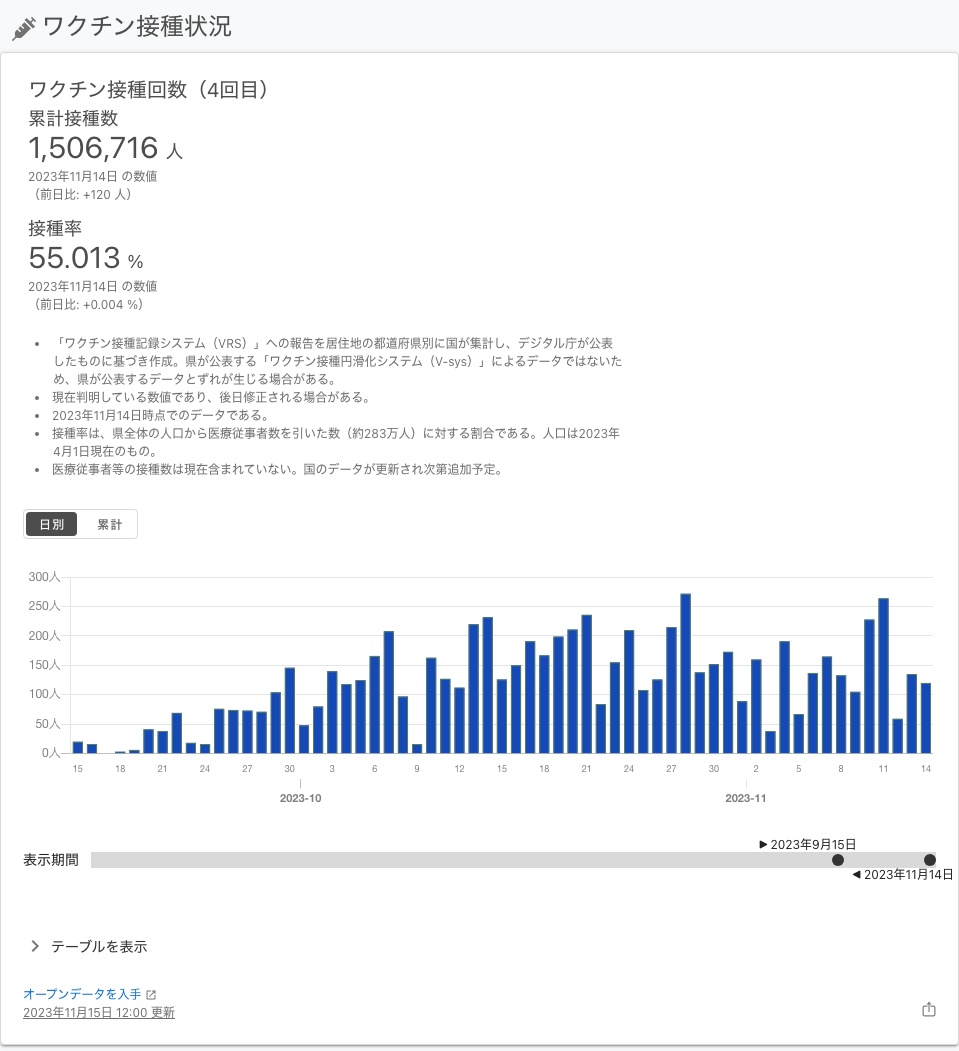 ワクチン接種状況
ワクチン接種回数（4回目）
累計接種数
1,506,716 人
2023年11月14日 の数値
（前日比: +120 人）
接種率
55.013 %
2023年11月14日 の数値
（前日比: +0.004 %）
• 「ワクチン接種記録システム（VRS）」への報告を居住地の都道府県別に国が集計し、デジタル庁が公表
したものに基づき作成。県が公表する「ワクチン接種円滑化システム（V-sys）」によるデータではないた
め、県が公表するデータとずれが生じる場合がある。
• 現在判明している数値であり、後日修正される場合がある。
• 2023年11月14日時点でのデータである。
• 接種率は、県全体の人口から医療従事者数を引いた数（約283万人）に対する割合である。人口は2023年
4月1日現在のもの。
• 医療従事者等の接種数は現在含まれていない。国のデータが更新され次第追加予定。
日別 累計
300人
250人
200人
150人
100人
50人
0人
15 18 21 24 27 30 3 6 9 12 15 18 21 24 27 30 2 5 8 11 14
2023-10 2023-11
▶ 2023年9月15日
表示期間
◀ 2023年11月14日
テーブルを表示
オープンデータを入手
2023年11月15日 12:00 更新